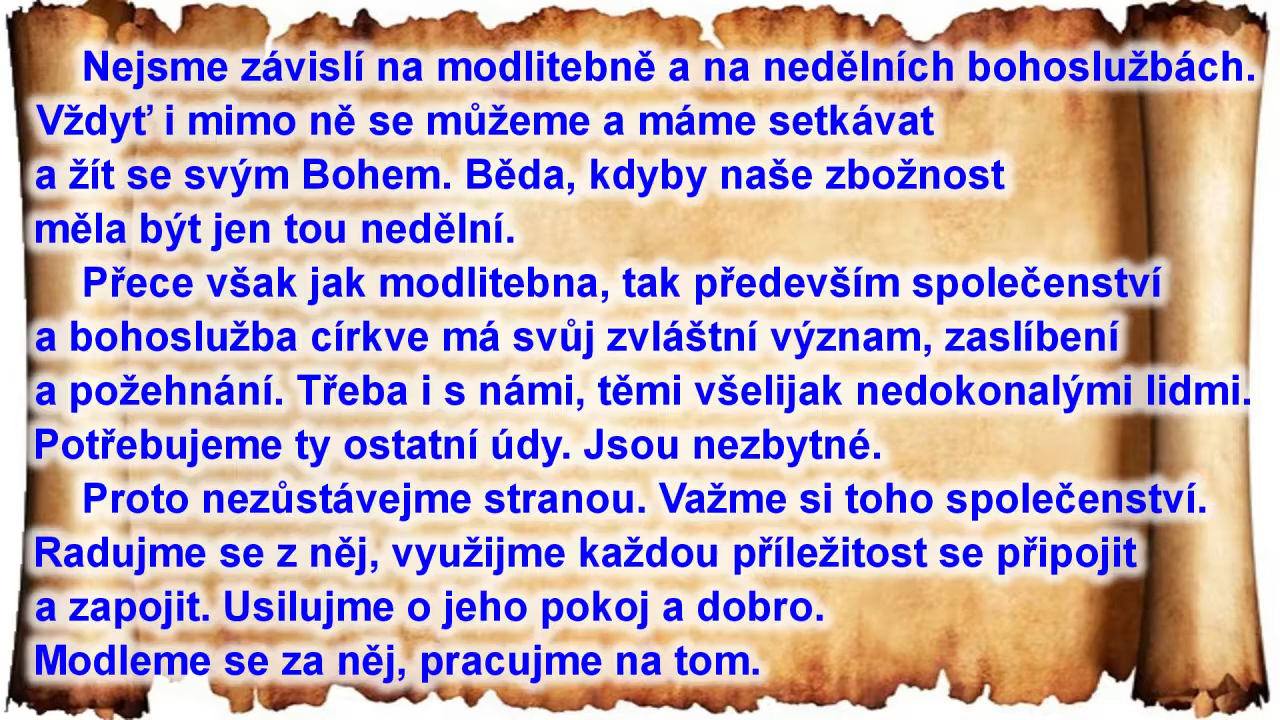 Nejsme závislí na modlitebně a na nedělních bohoslužbách.
Vždyť i mimo ně se můžeme a máme setkávat
a žít se svým Bohem. Běda, kdyby naše zbožnost
měla být jen tou nedělní.
Přece však jak modlitebna, tak především společenství
a bohoslužba církve má svůj zvláštní význam, zaslíbení
a požehnání. Třeba i s námi, těmi všelijak nedokonalými lidmi.
Potřebujeme ty ostatní údy. Jsou nezbytné.
Proto nezůstávejme stranou. Važme si toho společenství.
Radujme se z něj, využijme každou příležitost se připojit
a zapojit. Usilujme o jeho pokoj a dobro.
Modleme se za něj, pracujme na tom.